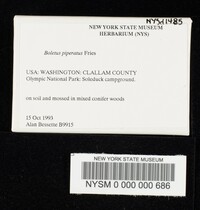 NYSf1485
NEW YORK STATE MUSEUM
HERBARIUM (NYS)
Boletus piperatus Fries
USA: WASHINGTON: CLALLAM COUNTY
Olympic National Park: Soleduck campground.
on soil and mossed in mixed conifer woods
15 Oct 1993
Alan Bessette B9915
NEW YORK STATE MUSEUM
NYSM 0 000 000 686